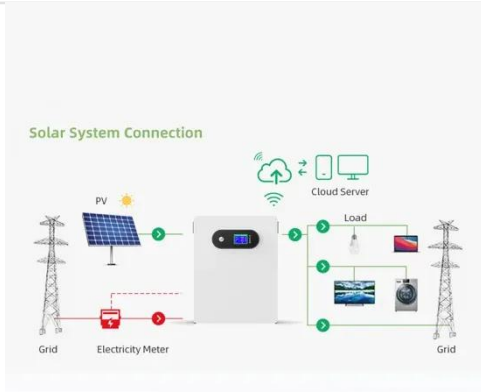 Solar System Connection
Cloud Server
PV
Load
Grid
Electricity Meter
Grid